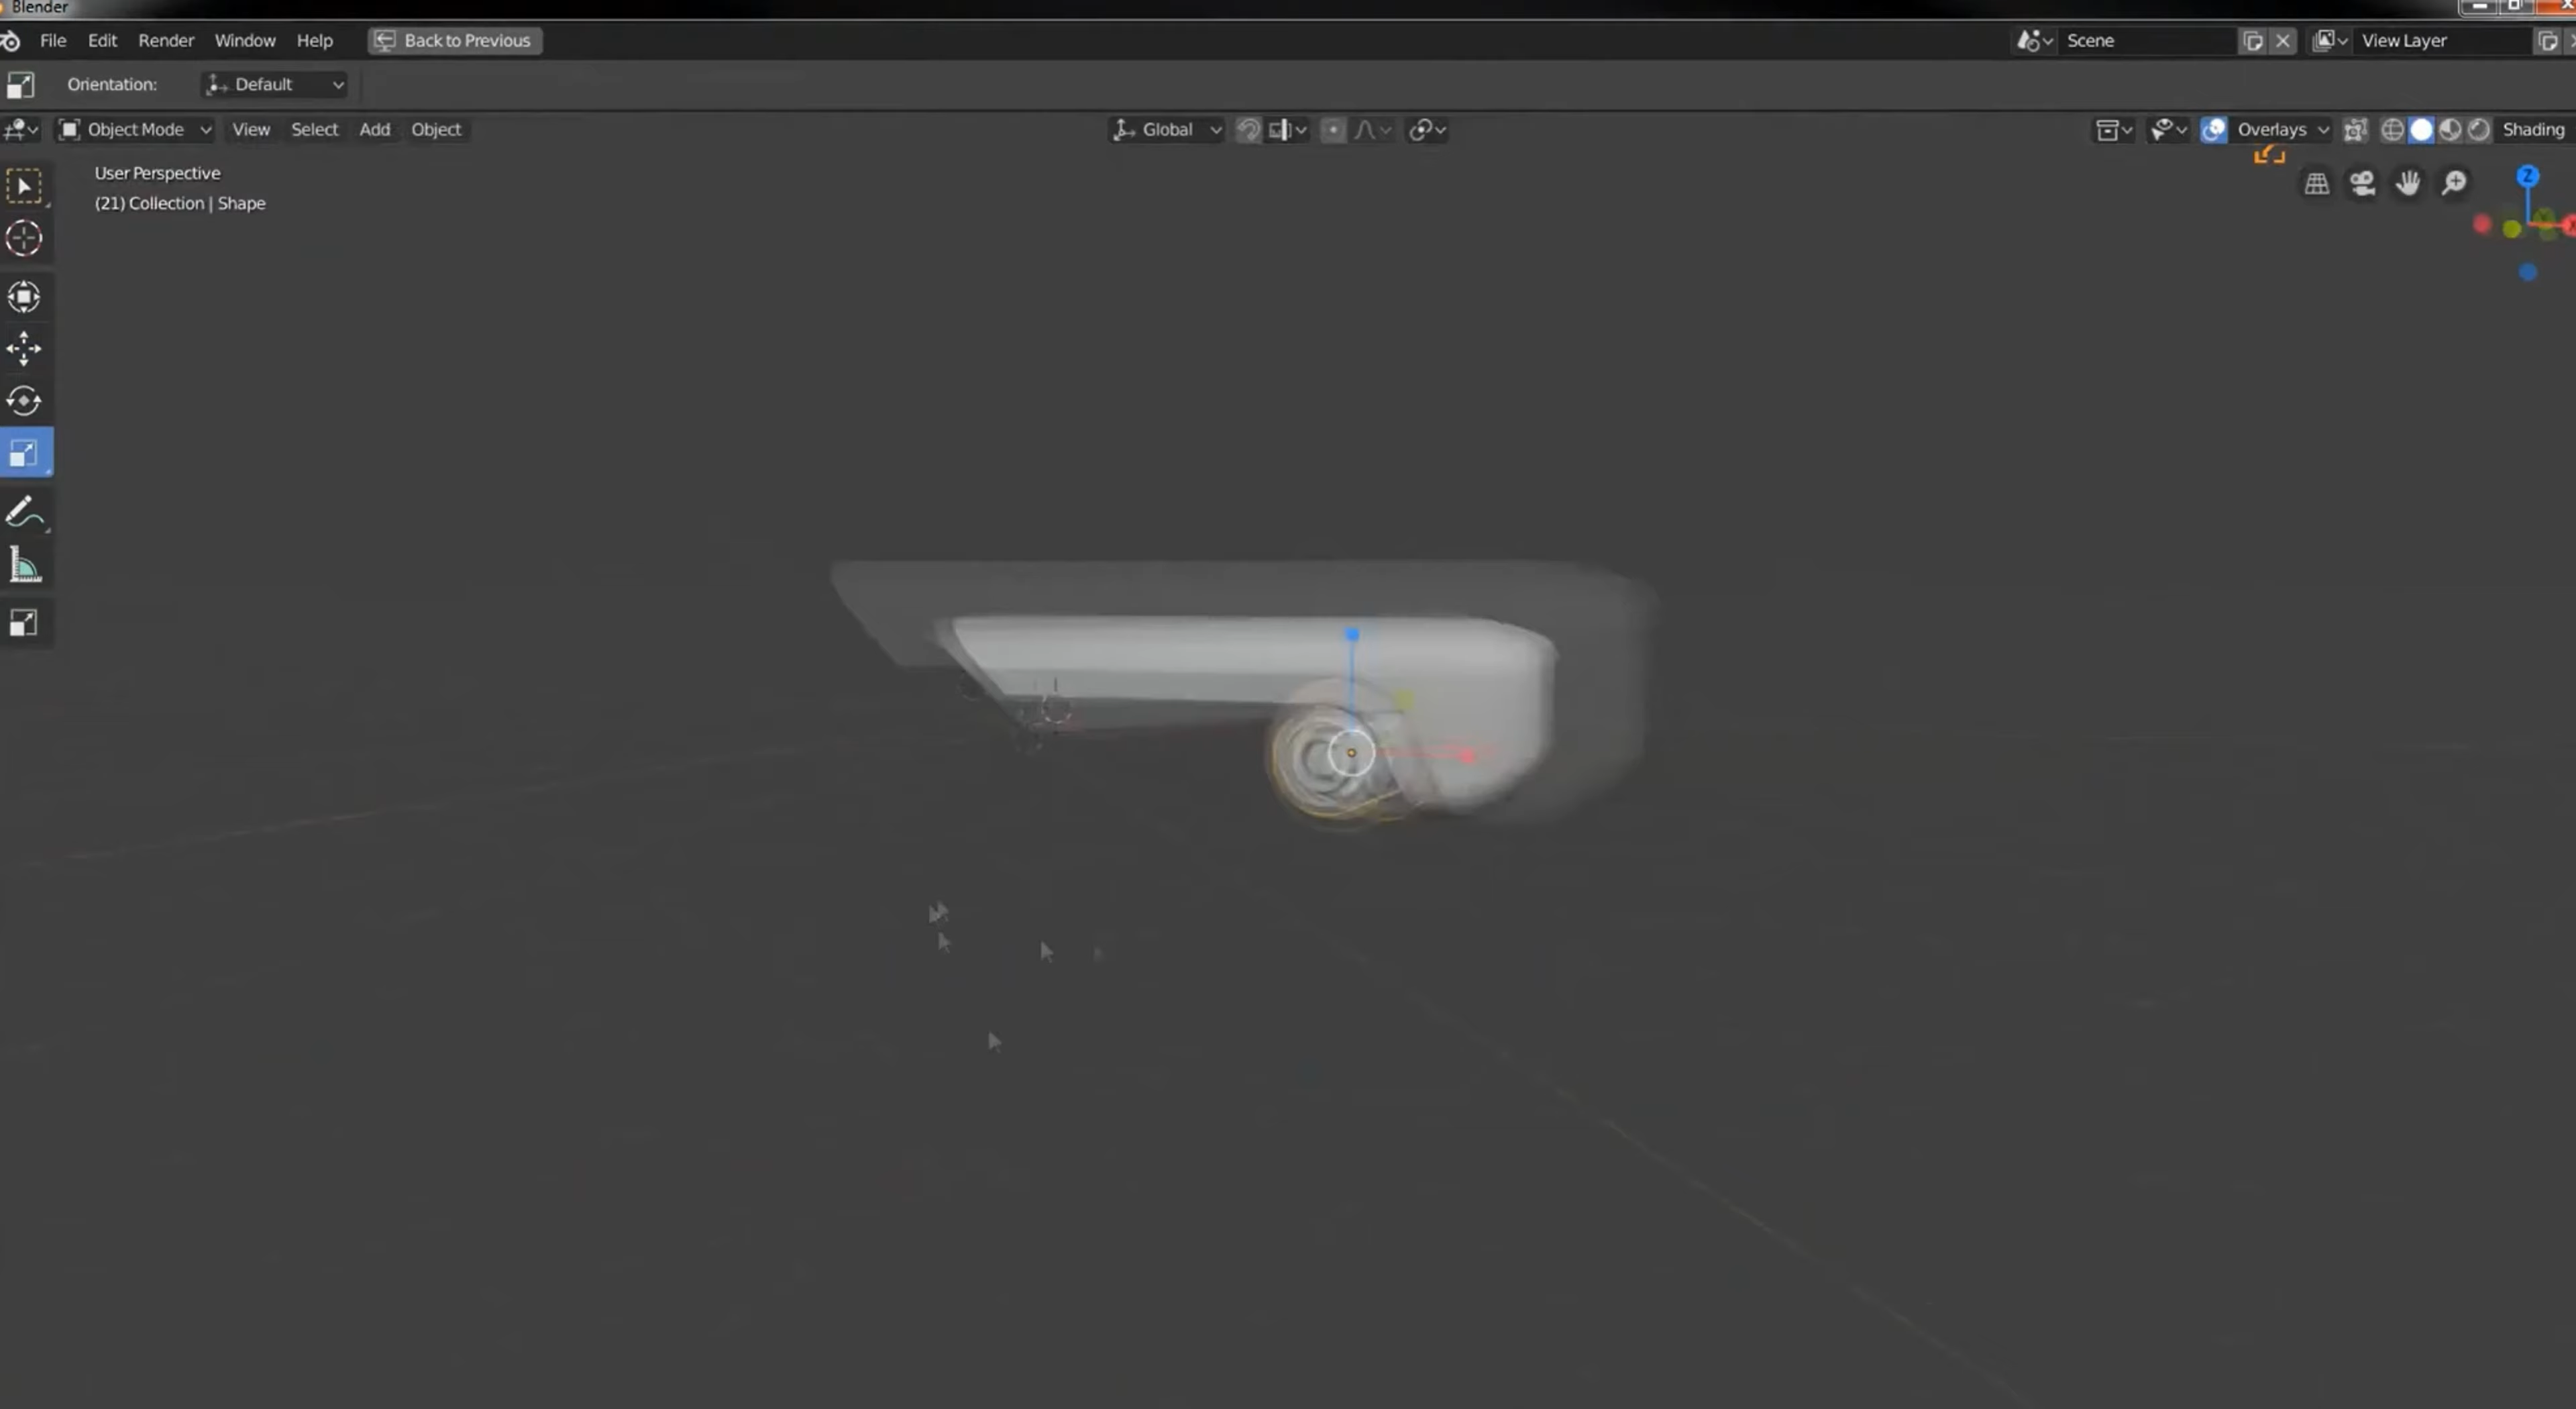 Blender
File Edit Render Window Help Back to Previous Scene View Layer
Orientation: Default
Object Mode View Select Add Object Global Overlays Shading
User Perspective
(21) Collection | Shape
Z
X